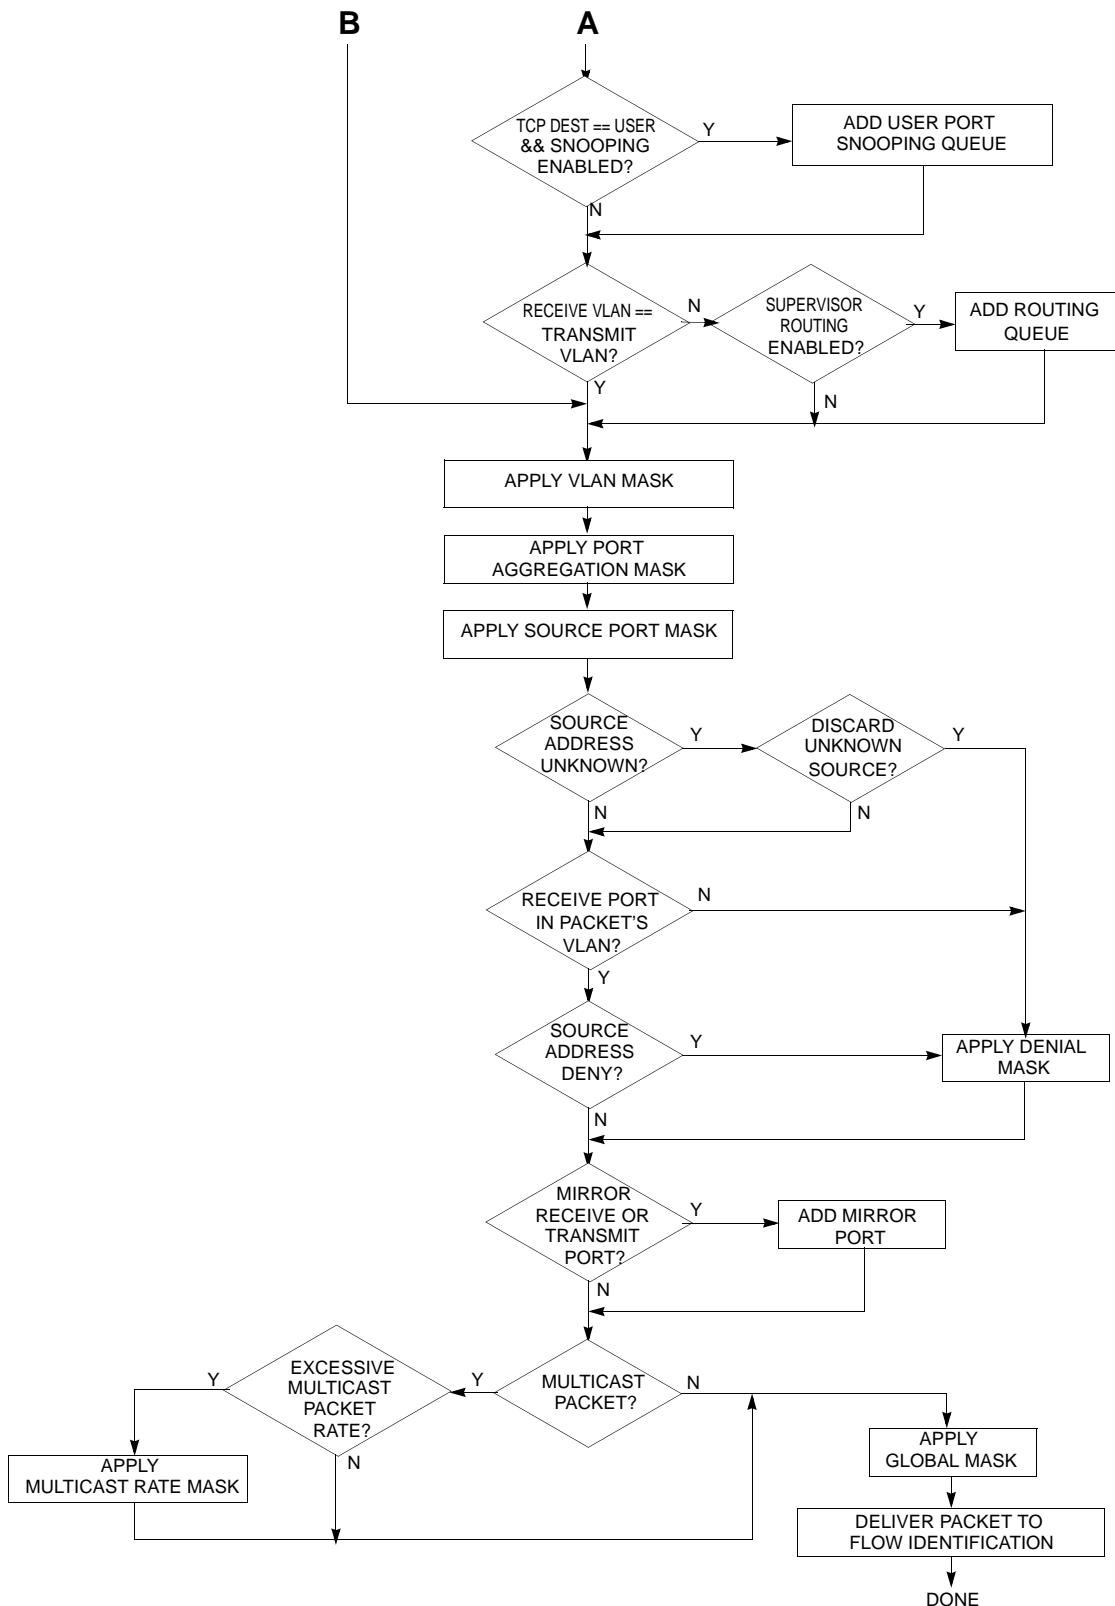 B
A
TCP DEST == USER
&& SNOOPING
ENABLED?
Y
ADD USER PORT
SNOOPING QUEUE
N
RECEIVE VLAN ==
TRANSMIT
VLAN?
N
SUPERVISOR
ROUTING
ENABLED?
Y
ADD ROUTING
QUEUE
Y
N
APPLY VLAN MASK
APPLY PORT
AGGREGATION MASK
APPLY SOURCE PORT MASK
SOURCE
ADDRESS
UNKNOWN?
Y
DISCARD
UNKNOWN
SOURCE?
Y
N
N
RECEIVE PORT
IN PACKET'S
VLAN?
N
Y
SOURCE
ADDRESS
DENY?
Y
APPLY DENIAL
MASK
N
MIRROR
RECEIVE OR
TRANSMIT
PORT?
Y
ADD MIRROR
PORT
N
Y
EXCESSIVE
MULTICAST
PACKET
RATE?
Y
MULTICAST
PACKET?
N
N
APPLY
MULTICAST RATE MASK
APPLY
GLOBAL MASK
DELIVER PACKET TO
FLOW IDENTIFICATION
DONE